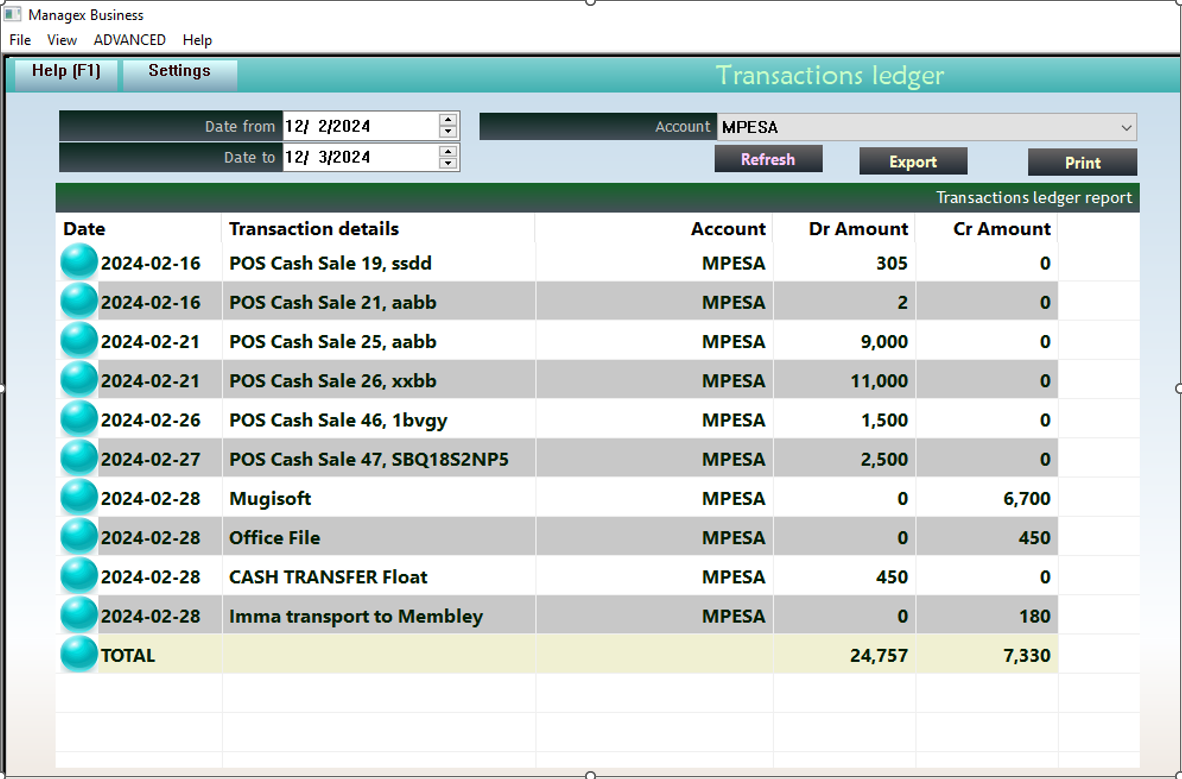 Managex Business
File View ADVANCED Help
Help (F1) Settings Transactions ledger
Date from 12/ 2/2024 Account MPESA
Date to 12/ 3/2024 Refresh Export Print
Transactions ledger report
Date Transaction details Account Dr Amount Cr Amount
2024-02-16 POS Cash Sale 19, ssdd MPESA 305 0
2024-02-16 POS Cash Sale 21, aabb MPESA 2 0
2024-02-21 POS Cash Sale 25, aabb MPESA 9,000 0
2024-02-21 POS Cash Sale 26, xxbb MPESA 11,000 0
2024-02-26 POS Cash Sale 46, 1bvgy MPESA 1,500 0
2024-02-27 POS Cash Sale 47, SBQ18S2NP5 MPESA 2,500 0
2024-02-28 Mugisoft MPESA 0 6,700
2024-02-28 Office File MPESA 0 450
2024-02-28 CASH TRANSFER Float MPESA 450 0
2024-02-28 Imma transport to Membley MPESA 0 180
TOTAL 24,757 7,330